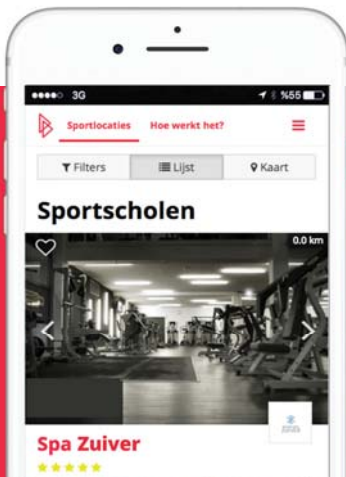 3G %55
Sportlocaties Hoe werkt het?
Filters Lijst Kaart
Sportscholen
0.0 km
Spa Zuiver